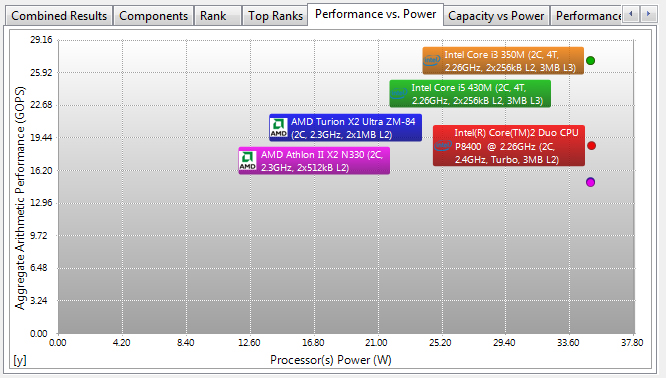 Combined Results
Components
Rank
Top Ranks
Performance vs. Power
Capacity vs Power
Performance
Aggregate Arithmetic Performance (GOPS)
29.16
25.92
22.68
19.44
16.20
12.96
9.72
6.48
3.24
0.00
Intel Core i3 350M (2C, 4T,
2.26GHz, 2x256kB L2, 3MB L3)
Intel Core i5 430M (2C, 4T,
2.26GHz, 2x256kB L2, 3MB L3)
AMD
AMD Turion X2 Ultra ZM-84
(2C, 2.3GHz, 2x1MB L2)
Intel(R) Core(TM)2 Duo CPU
P8400 @ 2.26GHz (2C,
2.4GHz, Turbo, 3MB L2)
AMD
AMD Athlon II X2 N330 (2C,
2.3GHz, 2x512kB L2)
0.00 4.20 8.40 12.60 16.80 21.00 25.20 29.40 33.60 37.80
[y]
Processor(s) Power (W)